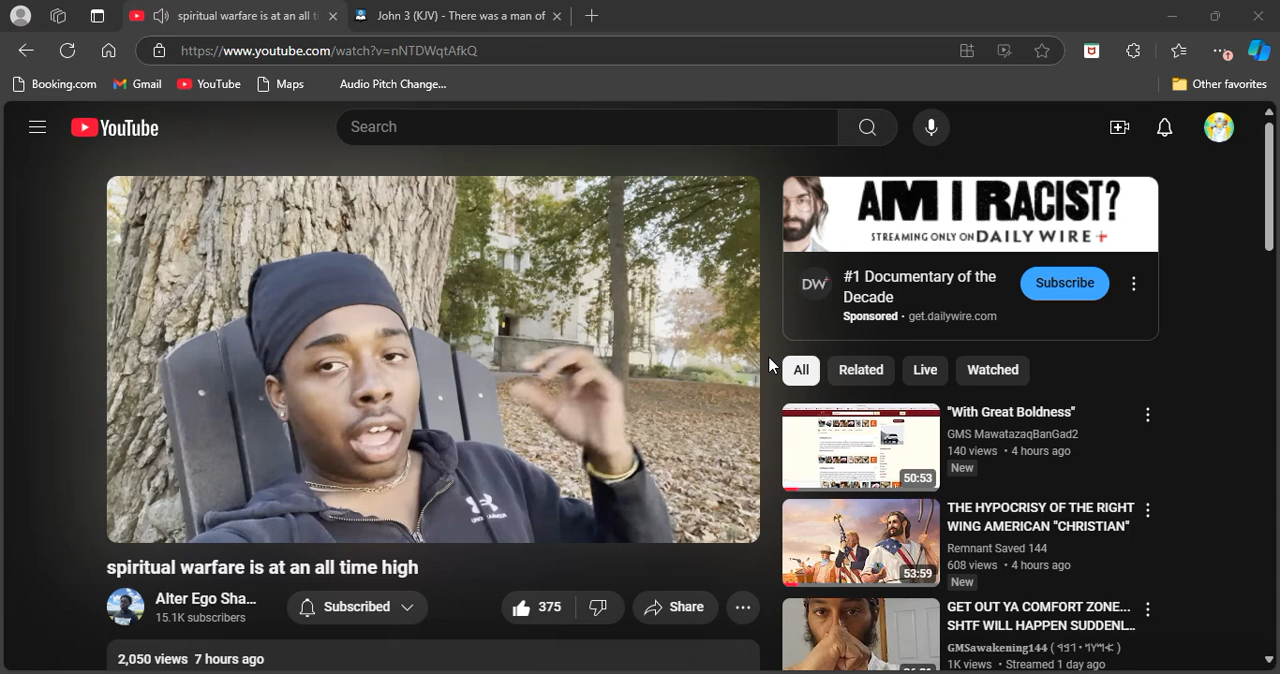 spiritual warfare is at an all ti
John 3 (KJV) - There was a man of
https://www.youtube.com/watch?v=nNTDWqtAfkQ
Booking.com
Gmail
YouTube
Maps
Audio Pitch Change...
Other favorites
YouTube
Search
AM I RACIST?
STREAMING ONLY ON DAILY WIRE +
DW+
#1 Documentary of the
Decade
Sponsored · get.dailywire.com
Subscribe
All
Related
Live
Watched
UNDER ARMOUR
50:53
"With Great Boldness"
GMS MawatazaqBanGad2
140 views • 4 hours ago
New
53:59
THE HYPOCRISY OF THE RIGHT
WING AMERICAN "CHRISTIAN"
Remnant Saved 144
608 views • 4 hours ago
New
GET OUT YA COMFORT ZONE...
SHTF WILL HAPPEN SUDDENL...
1K views • Streamed 1 day ago
spiritual warfare is at an all time high
Alter Ego Sha...
15.1K subscribers
Subscribed
375
Share
2,050 views 7 hours ago